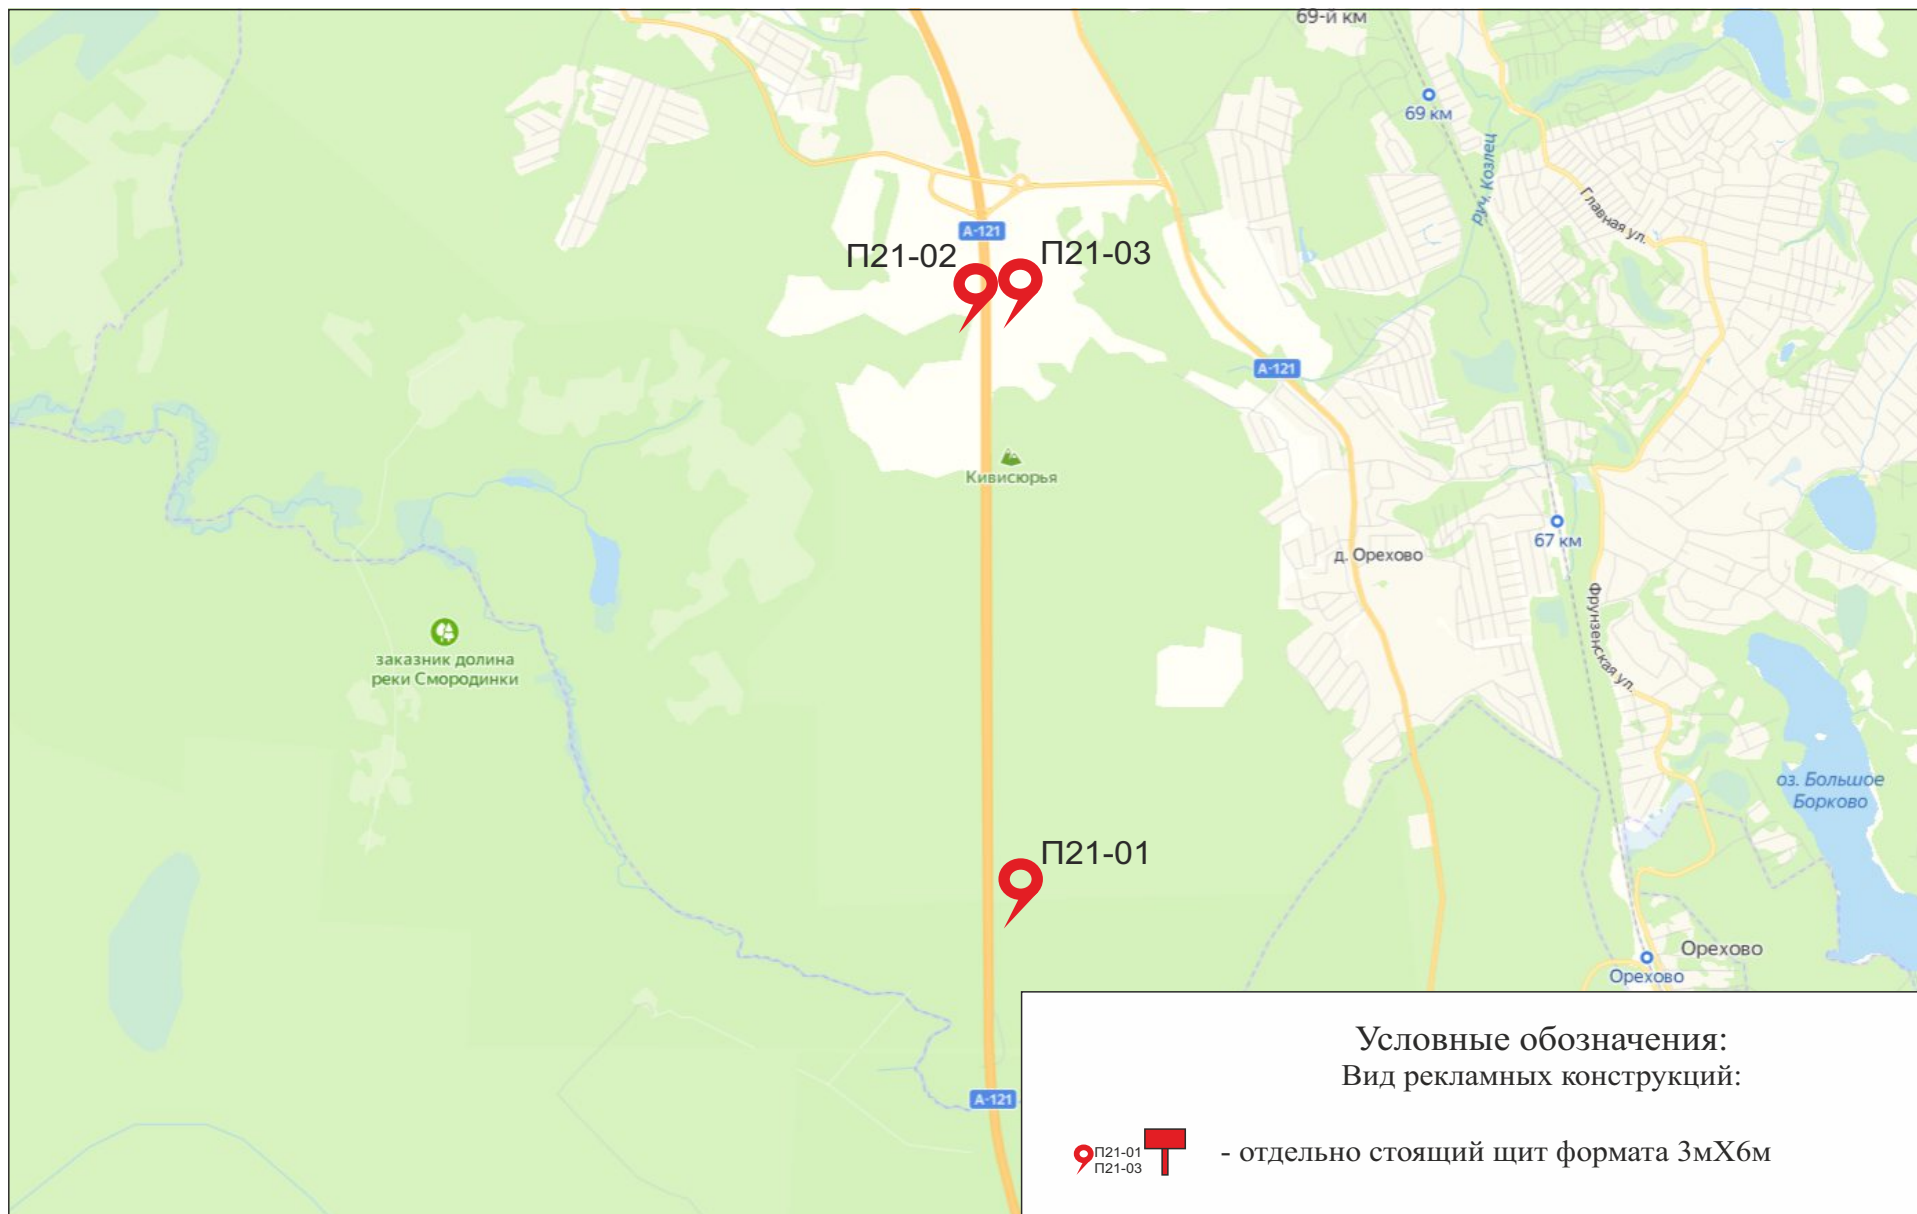 69-й км
69 км
руч. Козлец
Главная ул.
А-121
П21-02
П21-03
А-121
Кивисюрья
67 км
д. Орехово
Фрунзенская ул.
заказник долина
реки Смородинки
оз. Большое
Борково
П21-01
Орехово
Орехово
Условные обозначения:
Вид рекламных конструкций:
А-121
П21-01
П21-03
- отдельно стоящий щит формата 3мХ6м